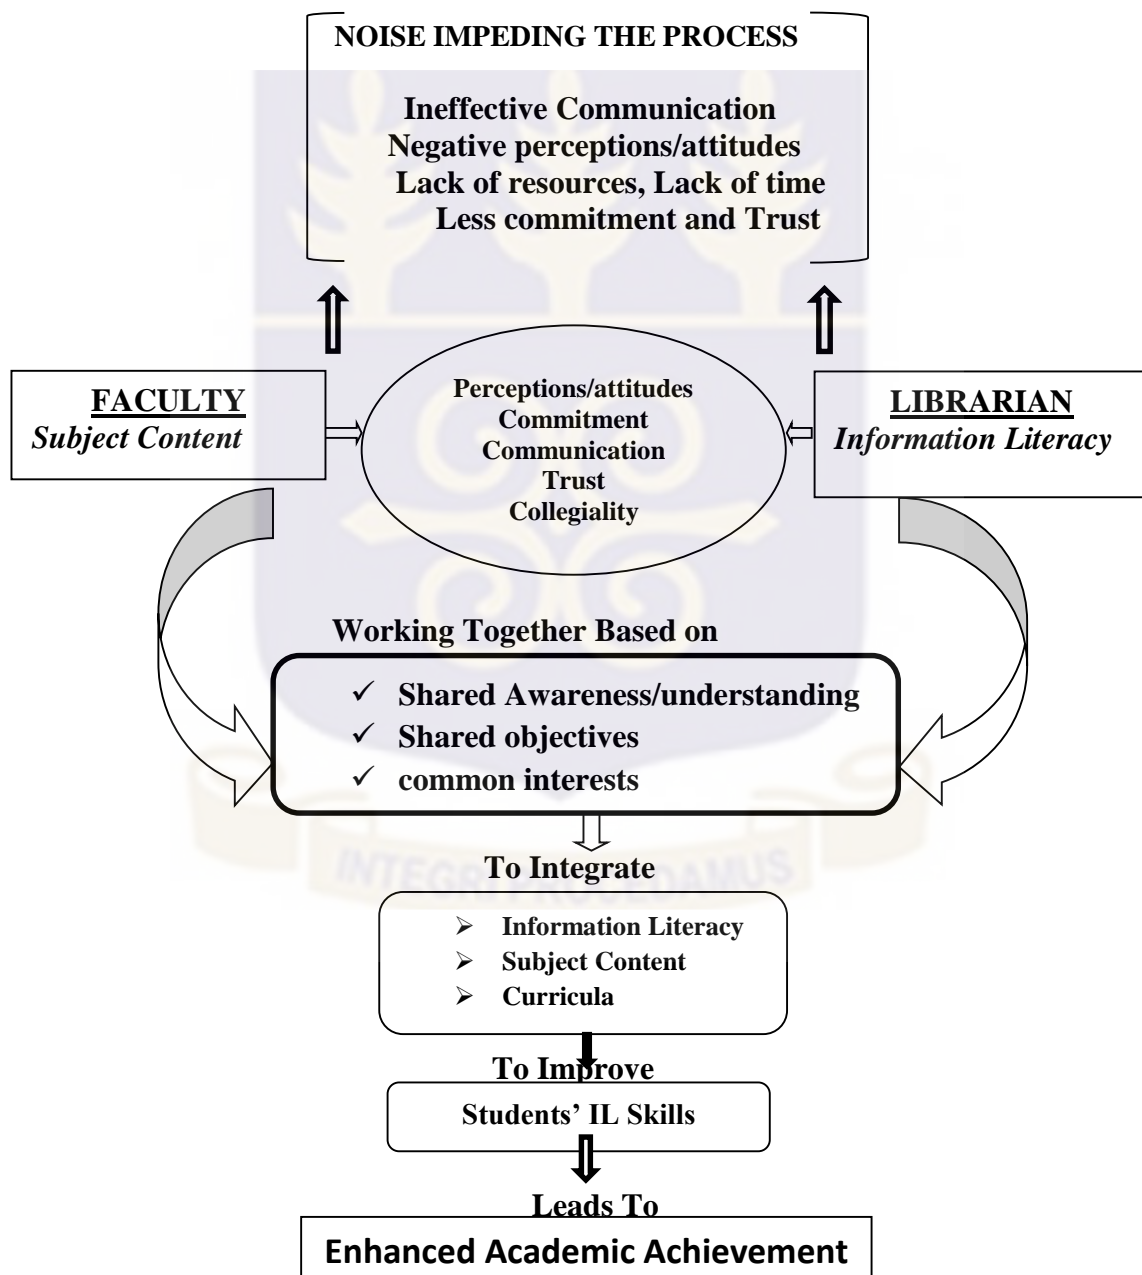 NOISE IMPEDING THE PROCESS
Ineffective Communication
Negative perceptions/attitudes
Lack of resources, Lack of time
Less commitment and Trust
FACULTY
Subject Content
Perceptions/attitudes
Commitment
Communication
Trust
Collegiality
LIBRARIAN
Information Literacy
Working Together Based on
✓ Shared Awareness/understanding
✓ Shared objectives
✓ common interests
INTEGRI PROCEDAMUS
To Integrate
➢ Information Literacy
➢ Subject Content
➢ Curricula
To Improve
Students’ IL Skills
Leads To
Enhanced Academic Achievement